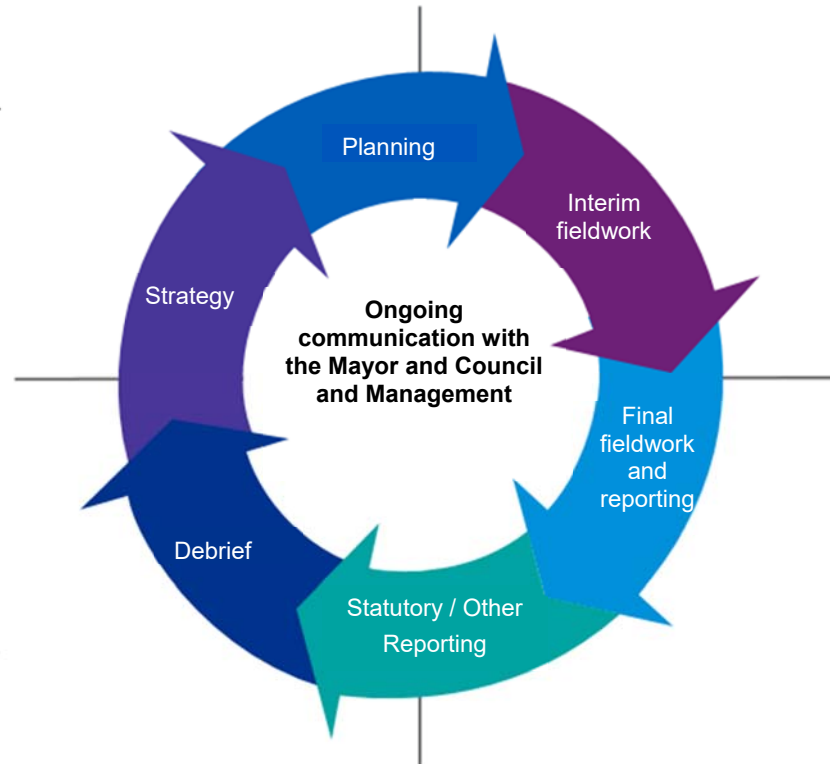 Planning
Interim
fieldwork
Strategy
Ongoing
communication with
the Mayor and Council
and Management
Final
fieldwork
and
reporting
Debrief
Statutory / Other
Reporting